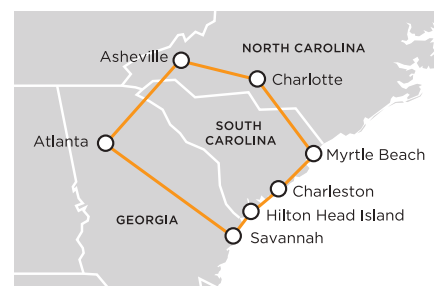 NORTH CAROLINA
Asheville
Charlotte
SOUTH
CAROLINA
Atlanta
Myrtle Beach
Charleston
Hilton Head Island
GEORGIA
Savannah